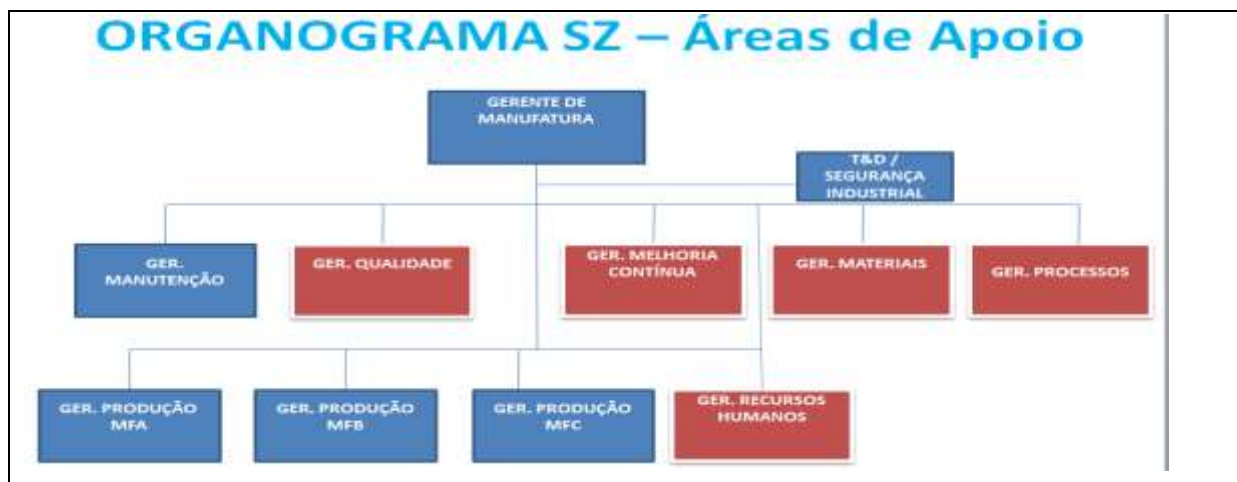 ORGANOGRAMA SZ – Áreas de Apoio
GERENTE DE
MANUFATURA
T&D /
SEGURANÇA
INDUSTRIAL
GER.
MANUTENÇÃO
GER. QUALIDADE
GER. MELHORIA
CONTÍNUA
GER. MATERIAIS
GER. PROCESSOS
GER. PRODUÇÃO
MFA
GER. PRODUÇÃO
MFB
GER. PRODUÇÃO
MFC
GER. RECURSOS
HUMANOS